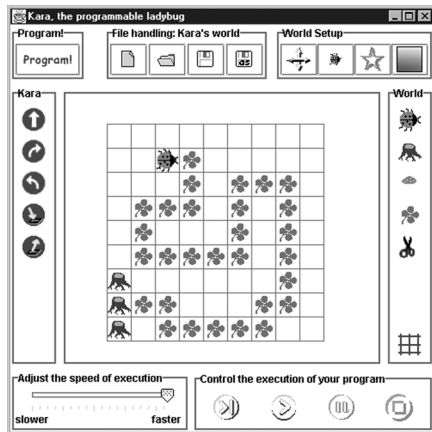 Kara, the programmable ladybug
Program!
File handling: Kara's world
World Setup
Program!
as
Kara
World
Adjust the speed of execution
Control the execution of your program
slower
faster